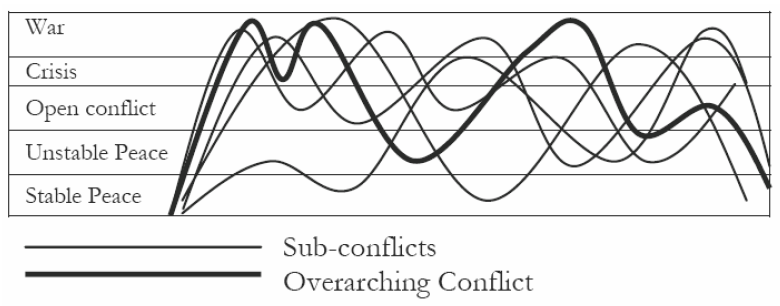 War
Crisis
Open conflict
Unstable Peace
Stable Peace
Sub-conflicts
Overarching Conflict